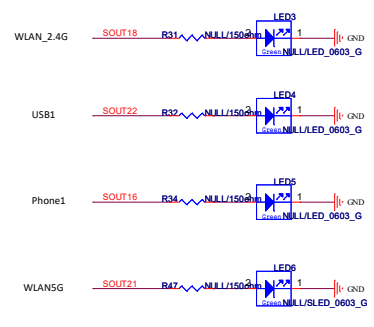 LED3
WLAN_2.4G SOUT18 R31 NULL/150ohm 2 1 GND
Green NULL/LED_0603_G
LED4
USB1 SOUT22 R32 NULL/150ohm 2 1 GND
Green NULL/LED_0603_G
LED5
Phone1 SOUT16 R34 NULL/150ohm 2 1 GND
Green NULL/LED_0603_G
LED6
WLAN5G SOUT21 R47 NULL/150ohm 2 1 GND
Green NULL/SLED_0603_G